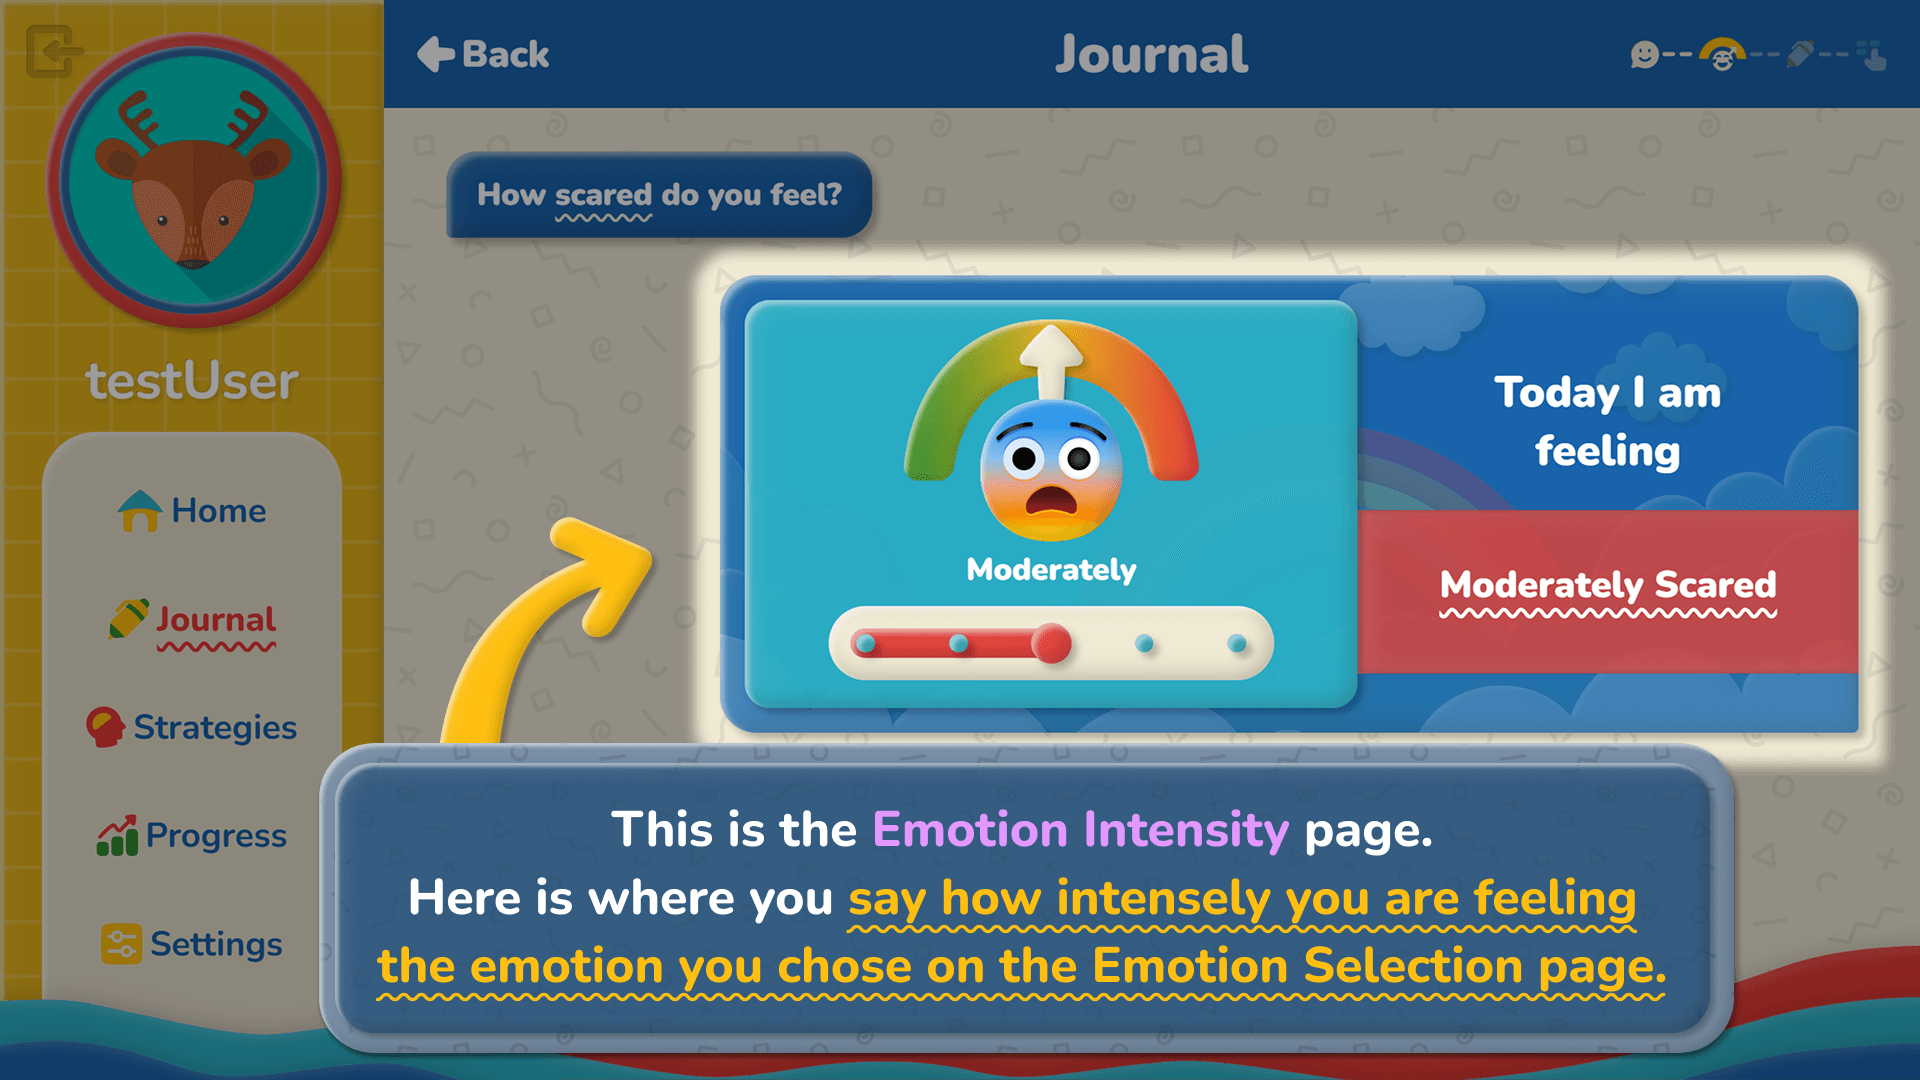 Back
Journal
testUser
Home
Journal
Strategies
Progress
Settings
How scared do you feel?
Moderately
Today I am
feeling
Moderately Scared
This is the Emotion Intensity page.
Here is where you say how intensely you are feeling
the emotion you chose on the Emotion Selection page.